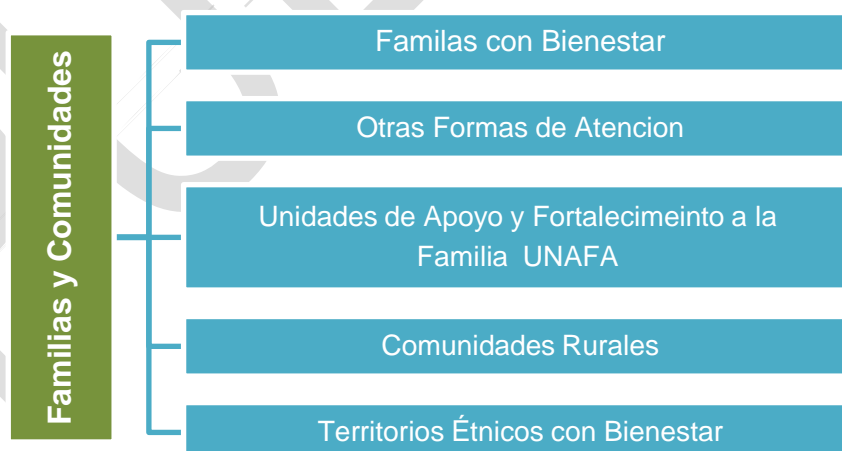 Familias y Comunidades
Familas con Bienestar
Otras Formas de Atencion
Unidades de Apoyo y Fortalecimeinto a la
Familia UNAFA
Comunidades Rurales
Territorios Étnicos con Bienestar